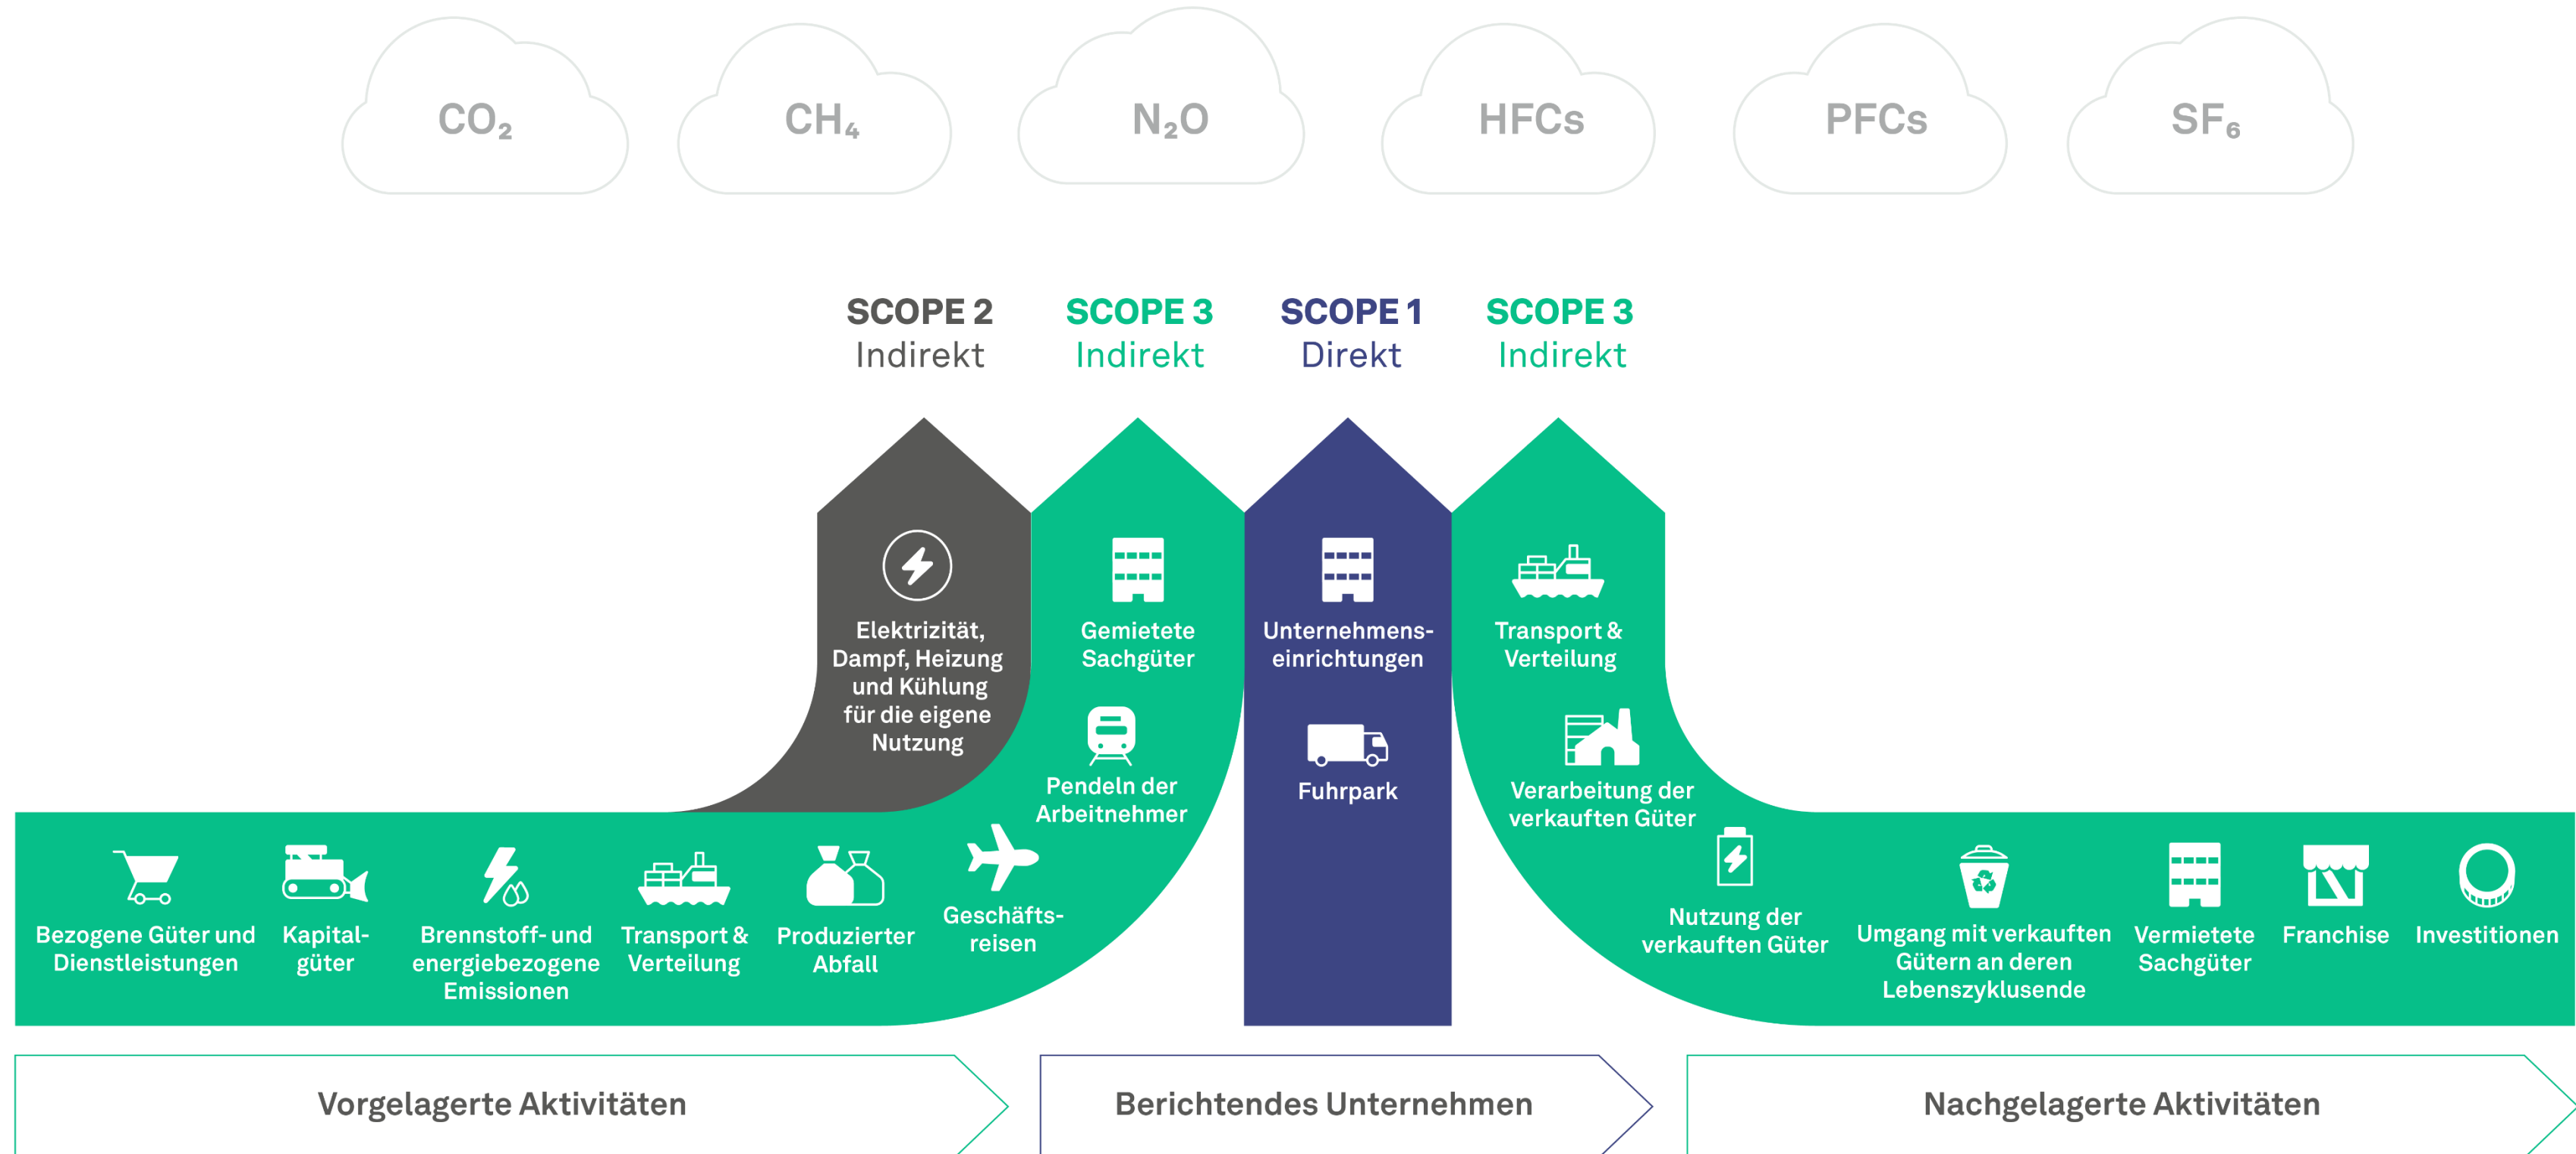 CO₂
CH₄
N₂O
HFCs
PFCs
SF₆
SCOPE 2
Indirekt
SCOPE 3
Indirekt
SCOPE 1
Direkt
SCOPE 3
Indirekt
Elektrizität,
Dampf, Heizung
und Kühlung
für die eigene
Nutzung
Gemietete
Sachgüter
Unternehmens-
einrichtungen
Transport &
Verteilung
Pendeln der
Arbeitnehmer
Fuhrpark
Verarbeitung der
verkauften Güter
Bezogene Güter und
Dienstleistungen
Kapital-
güter
Brennstoff- und
energiebezogene
Emissionen
Transport &
Verteilung
Produzierter
Abfall
Geschäfts-
reisen
Nutzung der
verkauften Güter
Umgang mit verkauften
Gütern an deren
Lebenszyklusende
Vermietete
Sachgüter
Franchise
Investitionen
Vorgelagerte Aktivitäten
Berichtendes Unternehmen
Nachgelagerte Aktivitäten